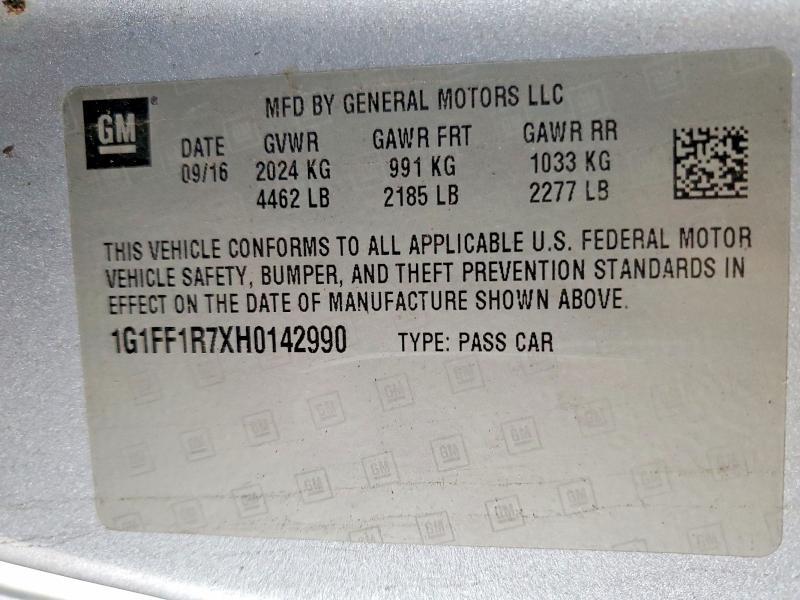 GM
MFD BY GENERAL MOTORS LLC
DATE GVWR GAWR FRT GAWR RR
09/16 2024 KG 991 KG 1033 KG
4462 LB 2185 LB 2277 LB
THIS VEHICLE CONFORMS TO ALL APPLICABLE U.S. FEDERAL MOTOR
VEHICLE SAFETY, BUMPER, AND THEFT PREVENTION STANDARDS IN
EFFECT ON THE DATE OF MANUFACTURE SHOWN ABOVE.
1G1FF1R7XH0142990 TYPE: PASS CAR